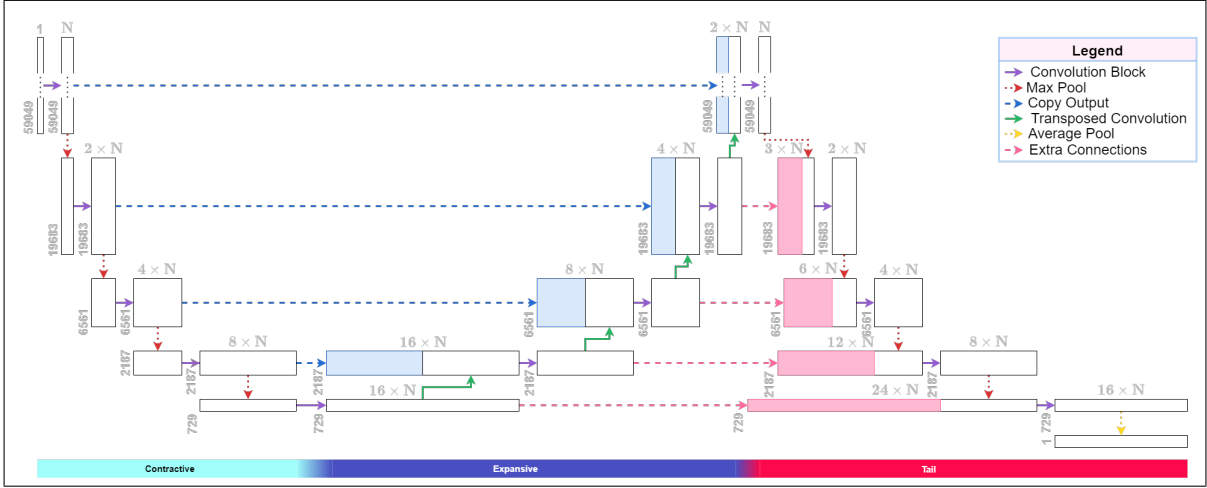 1 N 2 × N N
59049 59049 59049 59049
Legend
Convolution Block
Max Pool
Copy Output
Transposed Convolution
Average Pool
Extra Connections
2 × N 4 × N 3 × N 2 × N
19683 19683 19683 19683 19683 19683
4 × N 8 × N 6 × N 4 × N
6561 6561 6561 6561 6561 6561
8 × N 16 × N 12 × N 8 × N
2187 2187 2187 2187 2187 2187
16 × N 24 × N 16 × N
729 729 729 729
1
Contractive Expansive Tail